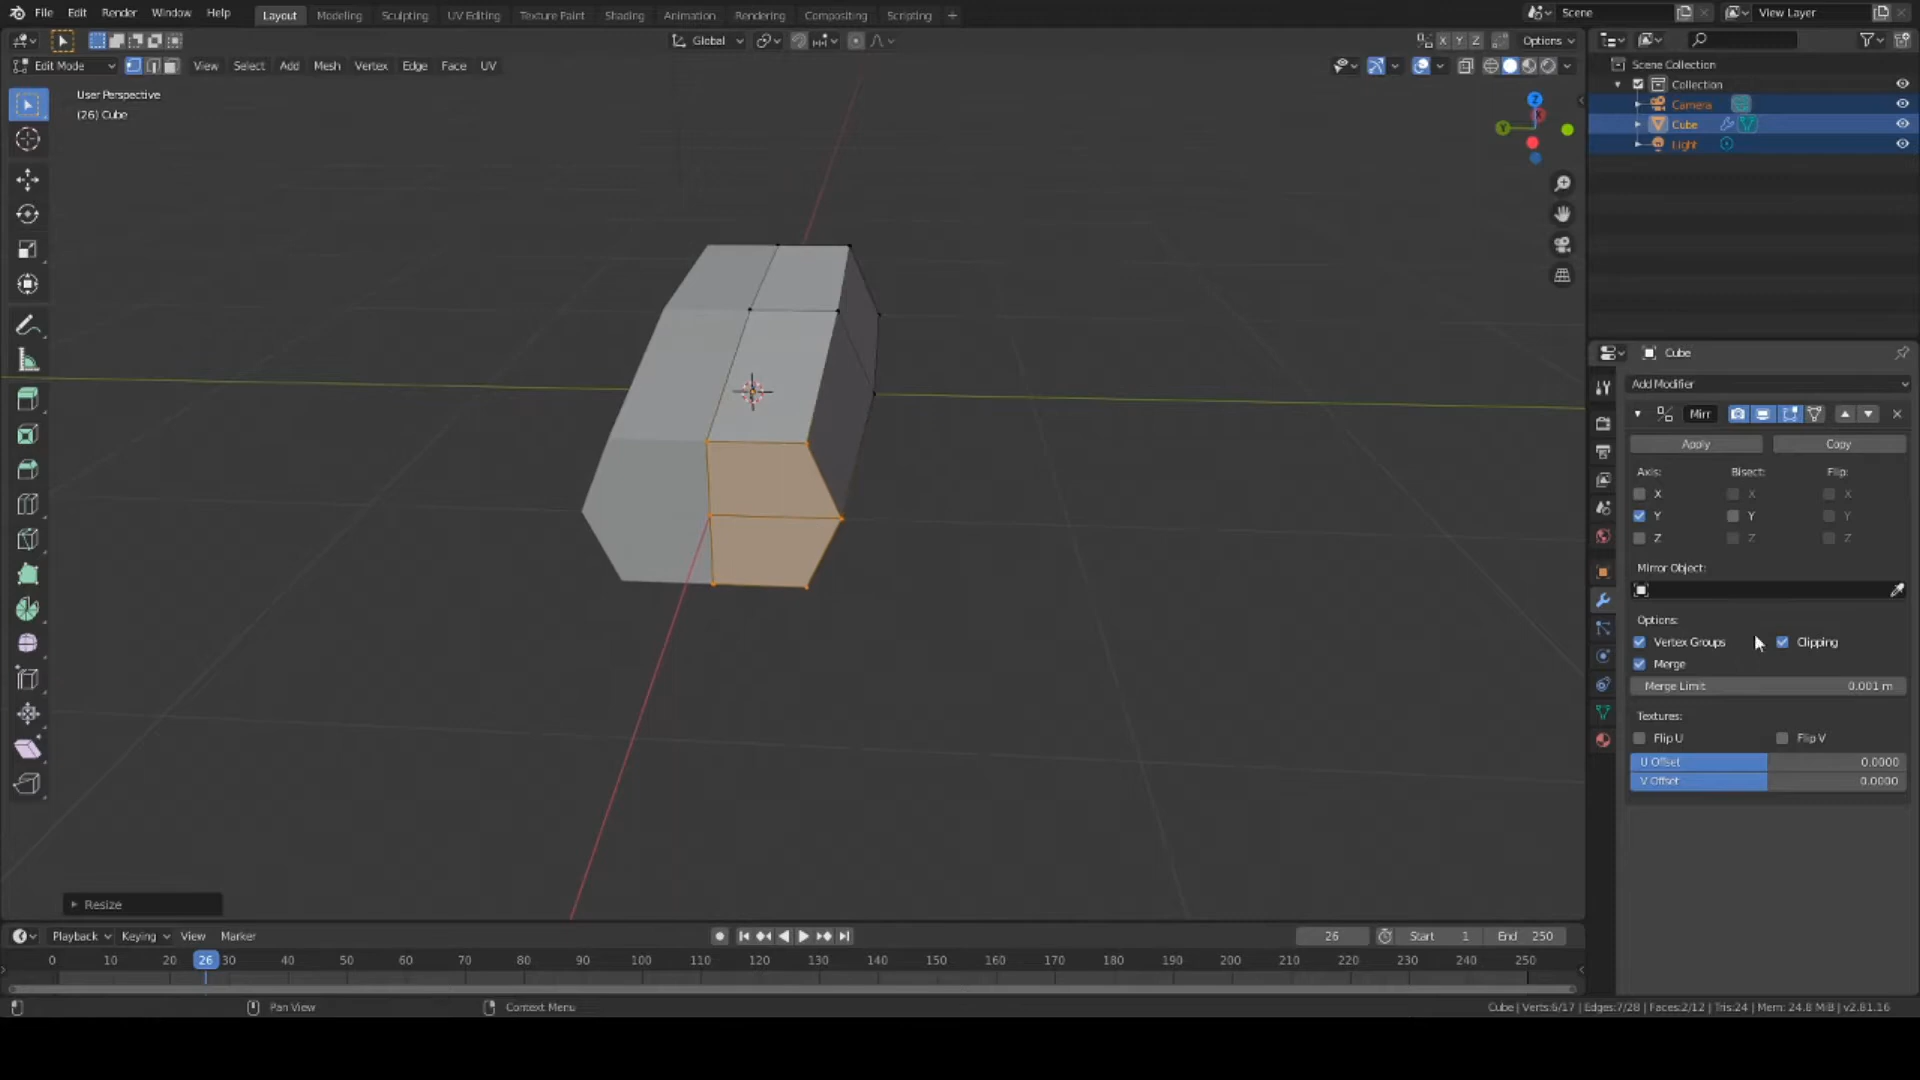 File Edit Render Window Help Layout Modeling Sculpting UV Editing Texture Paint Shading Animation Rendering Compositing Scripting + Scene View Layer
Global X Y Z Options
Edit Mode View Select Add Mesh Vertex Edge Face UV
User Perspective
(26) Cube
Z
Y
X
Scene Collection
Collection
Camera
Cube
Light
Cube
Add Modifier
Mirr
Apply Copy
Axis: Bisect: Flip:
X X X
Y Y Y
Z Z Z
Mirror Object:
Options:
Vertex Groups Clipping
Merge
Merge Limit 0.001 m
Textures:
Flip U Flip V
U Offset 0.0000
V Offset 0.0000
Resize
Playback Keying View Marker 26 Start 1 End 250
0 10 20 26 30 40 50 60 70 80 90 100 110 120 130 140 150 160 170 180 190 200 210 220 230 240 250
Pan View Context Menu Cube | Verts:6/17 | Edges:7/28 | Faces:2/12 | Tris:24 | Mem: 24.8 MiB | v2.81.16